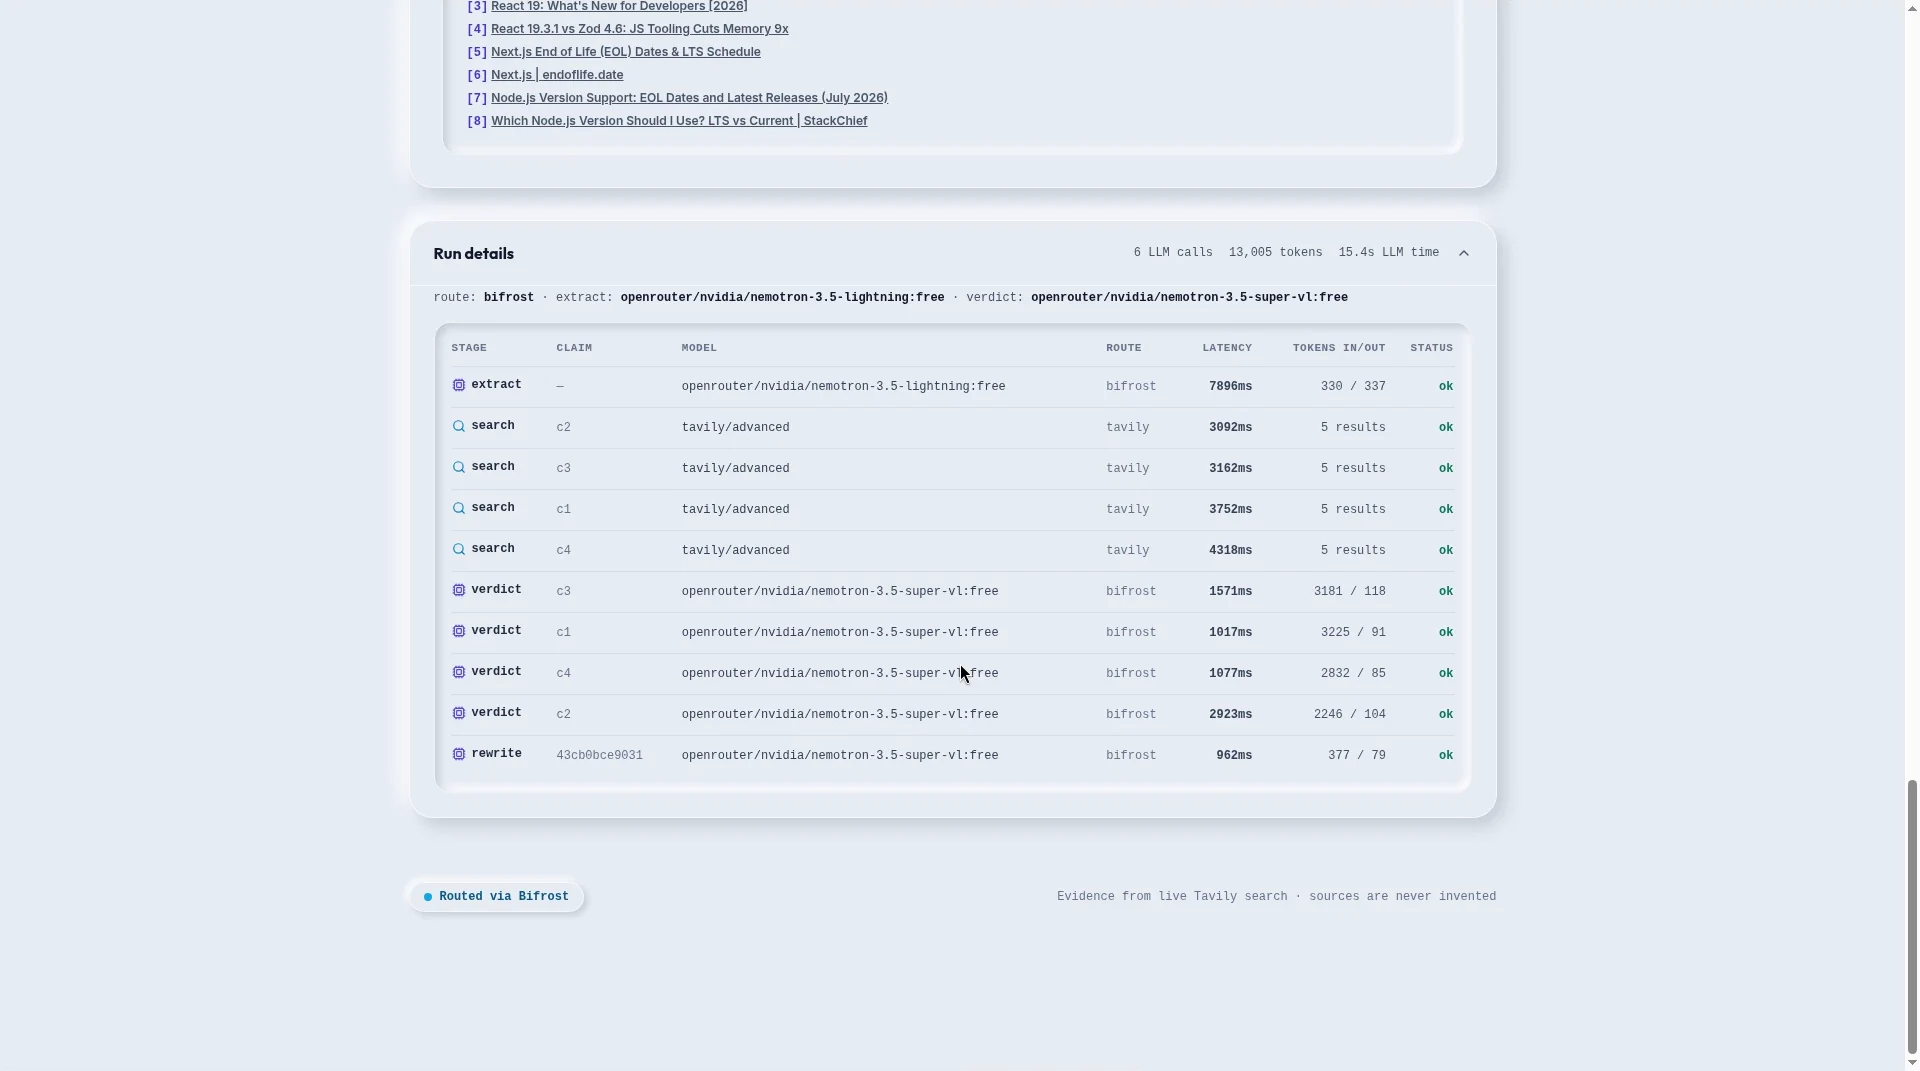 [3] React 19: What's New for Developers [2026]
[4] React 19.3.1 vs Zod 4.6: JS Tooling Cuts Memory 9x
[5] Next.js End of Life (EOL) Dates & LTS Schedule
[6] Next.js | endoflife.date
[7] Node.js Version Support: EOL Dates and Latest Releases (July 2026)
[8] Which Node.js Version Should I Use? LTS vs Current | StackChief
Run details 6 LLM calls 13,005 tokens 15.4s LLM time
route: bifrost · extract: openrouter/nvidia/nemotron-3.5-lightning:free · verdict: openrouter/nvidia/nemotron-3.5-super-vl:free
STAGE CLAIM MODEL ROUTE LATENCY TOKENS IN/OUT STATUS
extract — openrouter/nvidia/nemotron-3.5-lightning:free bifrost 7896ms 330 / 337 ok
search c2 tavily/advanced tavily 3092ms 5 results ok
search c3 tavily/advanced tavily 3162ms 5 results ok
search c1 tavily/advanced tavily 3752ms 5 results ok
search c4 tavily/advanced tavily 4318ms 5 results ok
verdict c3 openrouter/nvidia/nemotron-3.5-super-vl:free bifrost 1571ms 3181 / 118 ok
verdict c1 openrouter/nvidia/nemotron-3.5-super-vl:free bifrost 1017ms 3225 / 91 ok
verdict c4 openrouter/nvidia/nemotron-3.5-super-vl:free bifrost 1077ms 2832 / 85 ok
verdict c2 openrouter/nvidia/nemotron-3.5-super-vl:free bifrost 2923ms 2246 / 104 ok
rewrite 43cb0bce9031 openrouter/nvidia/nemotron-3.5-super-vl:free bifrost 962ms 377 / 79 ok
Routed via Bifrost Evidence from live Tavily search · sources are never invented